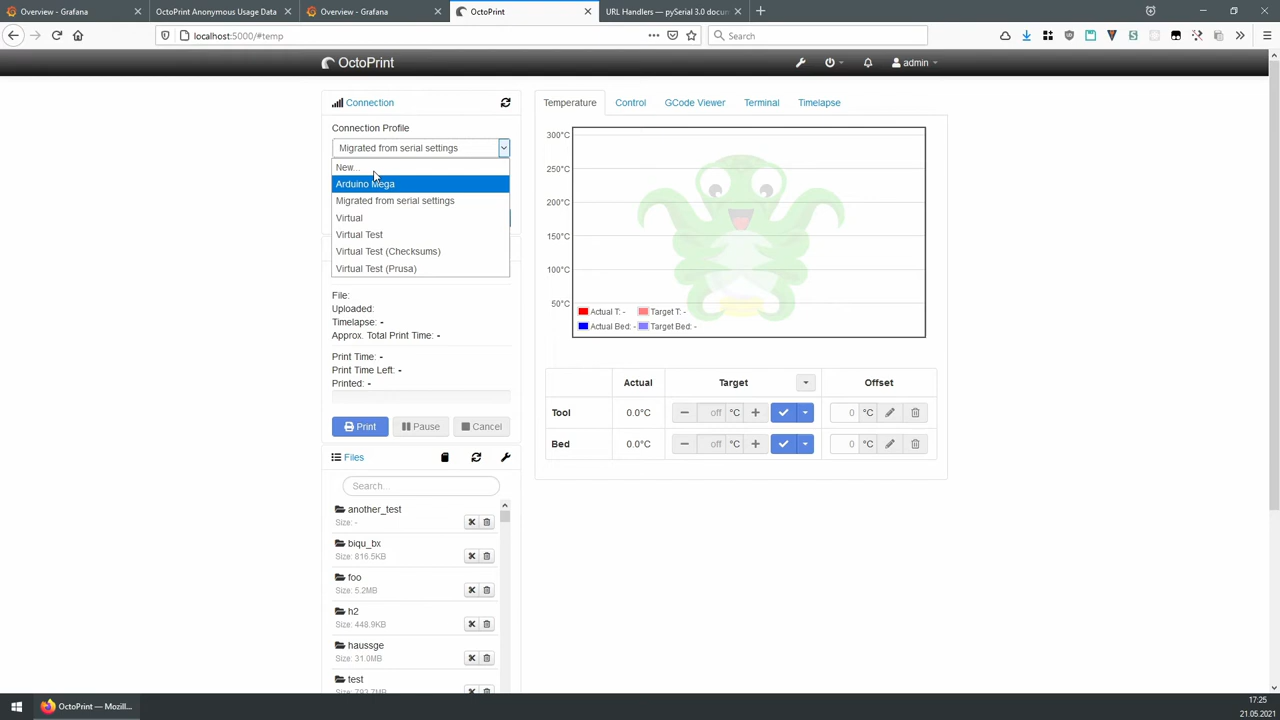 Overview - Grafana
OctoPrint Anonymous Usage Data
Overview - Grafana
OctoPrint
URL Handlers — pySerial 3.0 docum
localhost:5000/#temp
Search
OctoPrint
admin
Connection
Connection Profile
Migrated from serial settings
New...
Arduino Mega
Migrated from serial settings
Virtual
Virtual Test
Virtual Test (Checksums)
Virtual Test (Prusa)
File:
Uploaded:
Timelapse: -
Approx. Total Print Time: -
Print Time: -
Print Time Left: -
Printed: -
Print
Pause
Cancel
Files
Search...
another_test
Size: -
biqu_bx
Size: 816.5KB
foo
Size: 5.2MB
h2
Size: 448.9KB
haussge
Size: 31.0MB
test
Size: 793.7MB
Temperature
Control
GCode Viewer
Terminal
Timelapse
300°C
250°C
200°C
150°C
100°C
50°C
Actual T: -
Target T: -
Actual Bed: -
Target Bed: -
Actual
Target
Offset
Tool
0.0°C
off
°C
0
°C
Bed
0.0°C
off
°C
0
°C
OctoPrint — Mozill...
17:25
21.05.2021